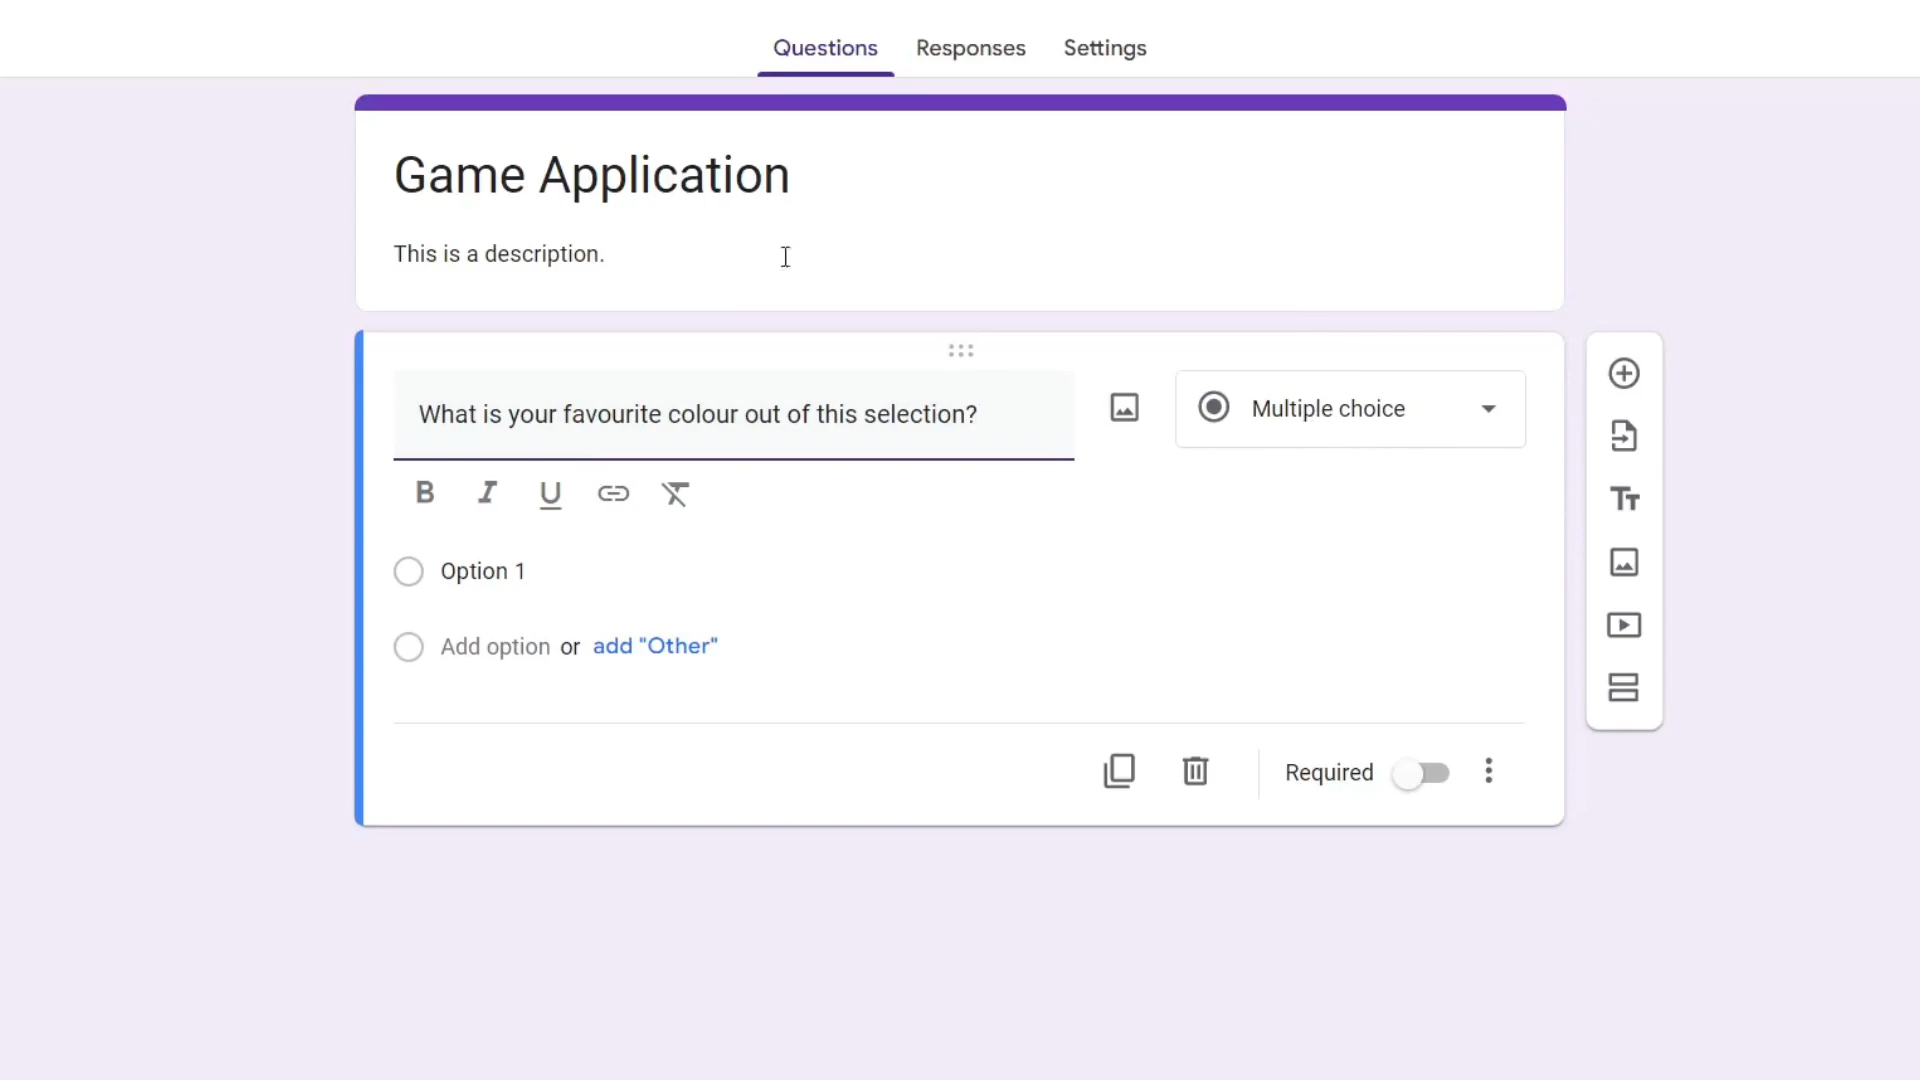 Questions Responses Settings
Game Application
This is a description.
What is your favourite colour out of this selection?
Multiple choice
B I U
Option 1
Add option or add "Other"
Required